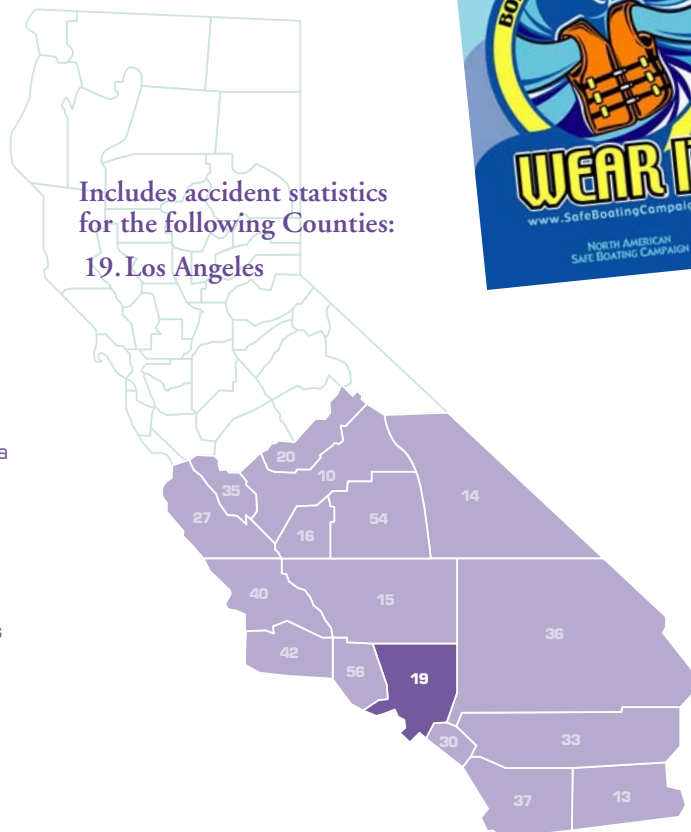 WEAR
www.SafeBoatingCampaig
NORTH AMERICAN
SAFE BOATING CAMPAIGN
Includes accident statistics
for the following Counties:
19. Los Angeles
a
s
20
10
35
14
27
54
16
40
15
36
42
56
19
30
33
37
13